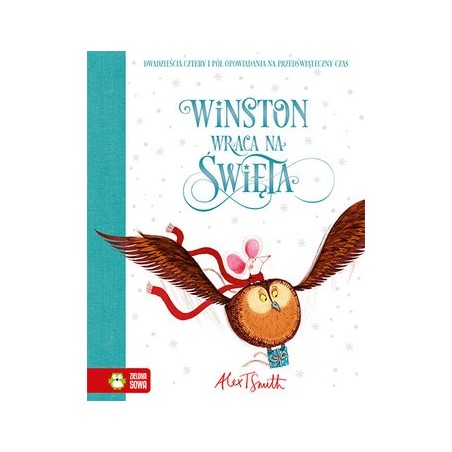 DWADZIEŚCIA CZTERY I PÓŁ OPOWIADANIA NA PRZEDŚWIĄTECZNY CZAS
WINSTON
WRACA NA
ŚWIĘTA
Alex T Smith
ZIELONA
SOWA